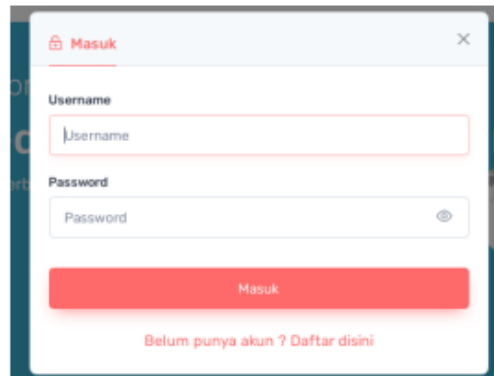 Masuk
Username
Username
Password
Password
Masuk
Belum punya akun ? Daftar disini